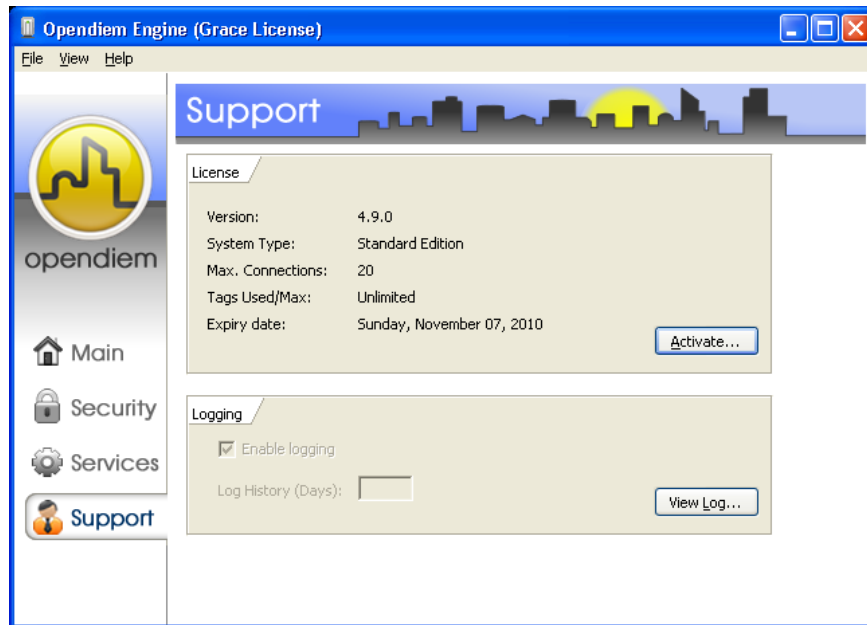 Opendiem Engine (Grace License)
File View Help
Support
opendiem
Main
Security
Services
Support
License
Version: 4.9.0
System Type: Standard Edition
Max. Connections: 20
Tags Used/Max: Unlimited
Expiry date: Sunday, November 07, 2010
Activate...
Logging
Enable logging
Log History (Days):
View Log...